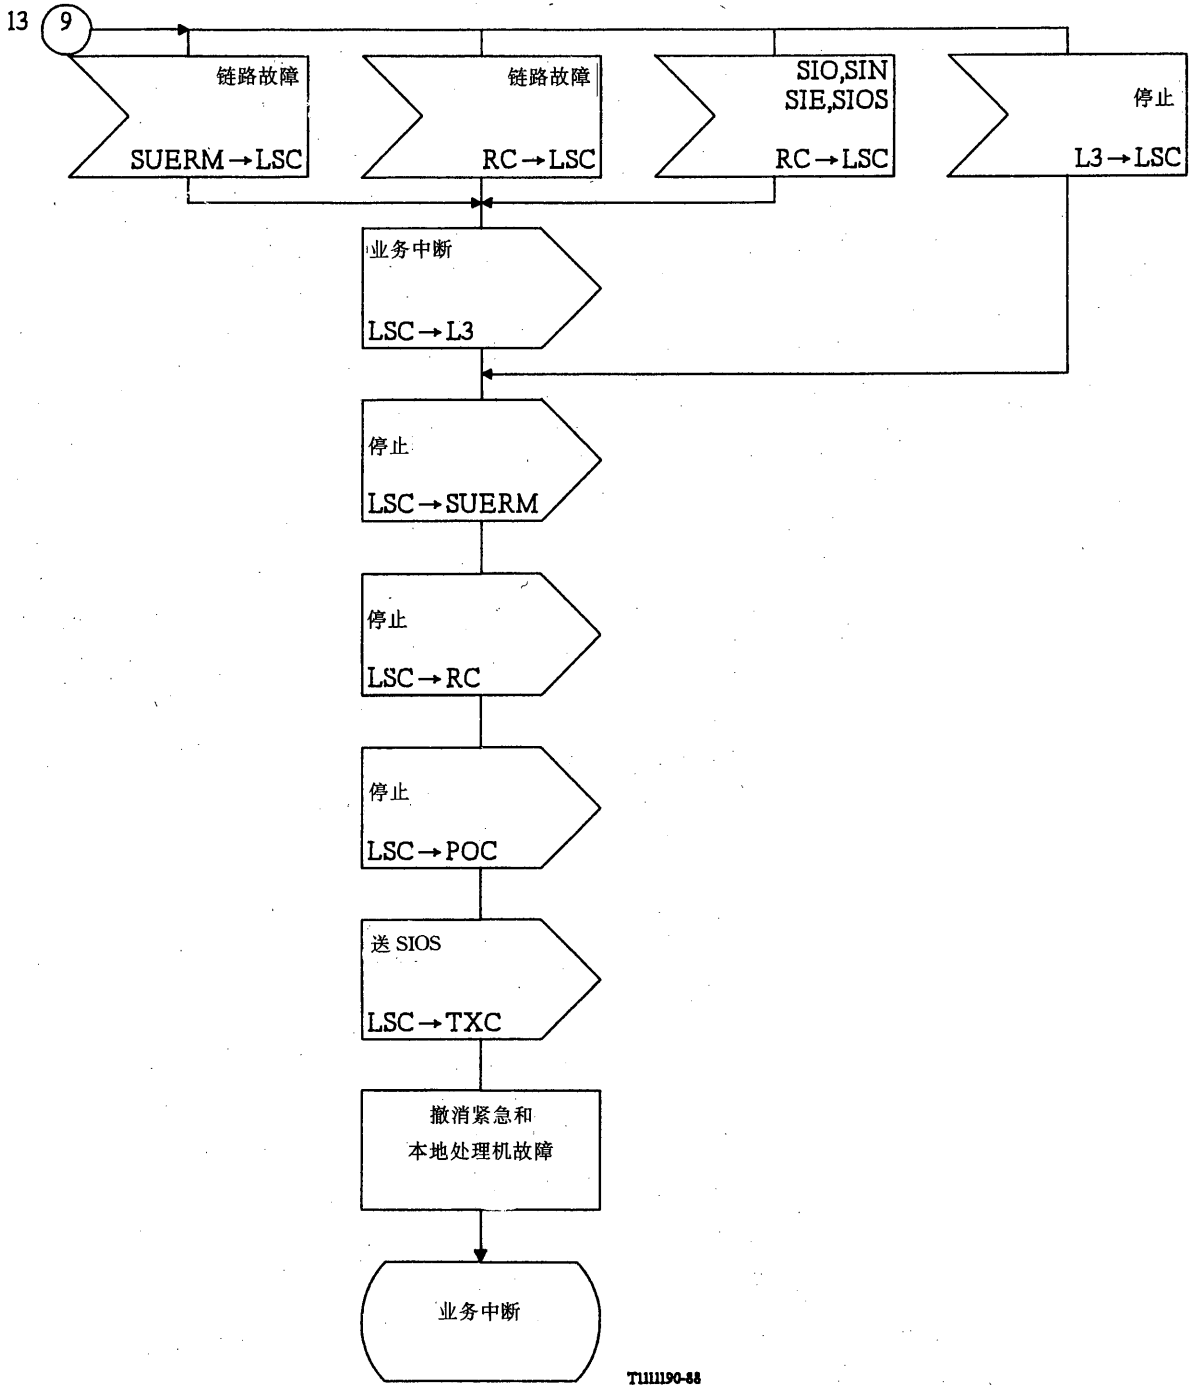 13 9
链路故障
SUERM→LSC
链路故障
RC→LSC
SIO,SIN
SIE,SIOS
RC→LSC
停止
L3→LSC
业务中断
LSC→L3
停止
LSC→SUERM
停止
LSC→RC
停止
LSC→POC
送 SIOS
LSC→TXC
撤消紧急和
本地处理机故障
业务中断
T1111190-88